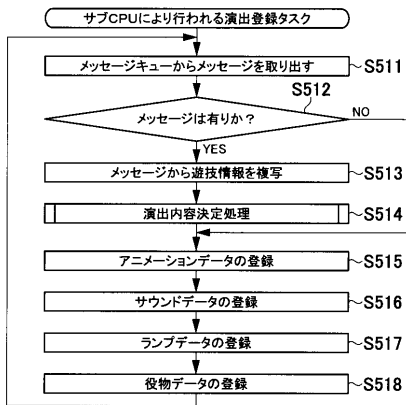 サブCPUにより行われる演出登録タスク
メッセージキューからメッセージを取り出す
S511
S512
メッセージは有りか？
NO
YES
メッセージから遊技情報を複写
S513
演出内容決定処理
S514
アニメーションデータの登録
S515
サウンドデータの登録
S516
ランプデータの登録
S517
役物データの登録
S518